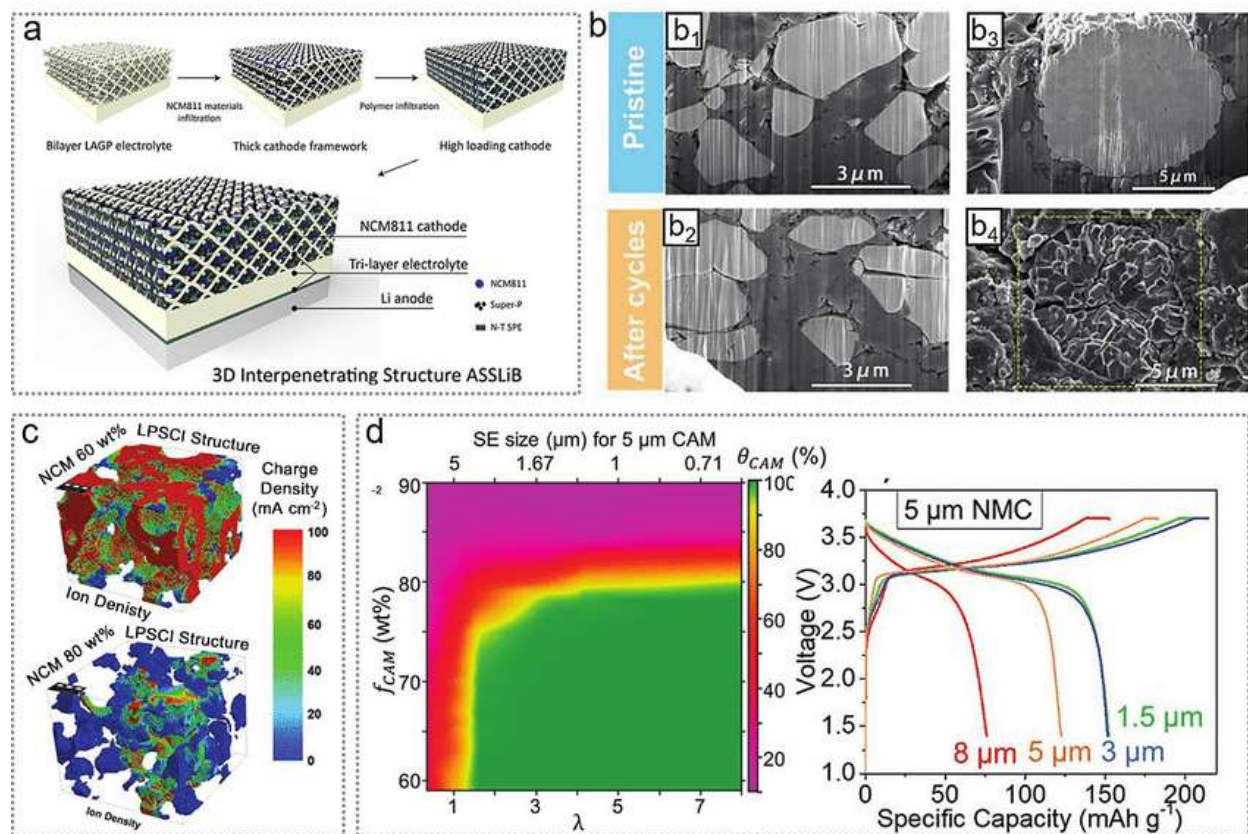 a
NCM811 materials
infiltration
Polymer infiltration
Bilayer LAGP electrolyte
Thick cathode framework
High loading cathode
NCM811 cathode
Tri-layer electrolyte
Li anode
NCM811
Super-P
N-T SPE
3D Interpenetrating Structure ASSLiB
b
Pristine
After cycles
b1
3 μm
b3
5 μm
b2
3 μm
b4
5 μm
c
NCM 60 wt%
LPSCl Structure
Ion Denisty
NCM 80 wt%
LPSCl Structure
Ion Density
Charge
Density
(mA cm-2)
100
80
60
40
20
0
d
SE size (μm) for 5 μm CAM
5 1.67 1 0.71
θCAM (%)
-2
90
80
70
60
fCAM (wt%)
1 3 5 7
λ
100
80
60
40
20
5 μm NMC
4.0
3.5
3.0
2.5
2.0
1.5
1.0
Voltage (V)
1.5 μm
8 μm 5 μm 3 μm
0 50 100 150 200
Specific Capacity (mAh g-1)